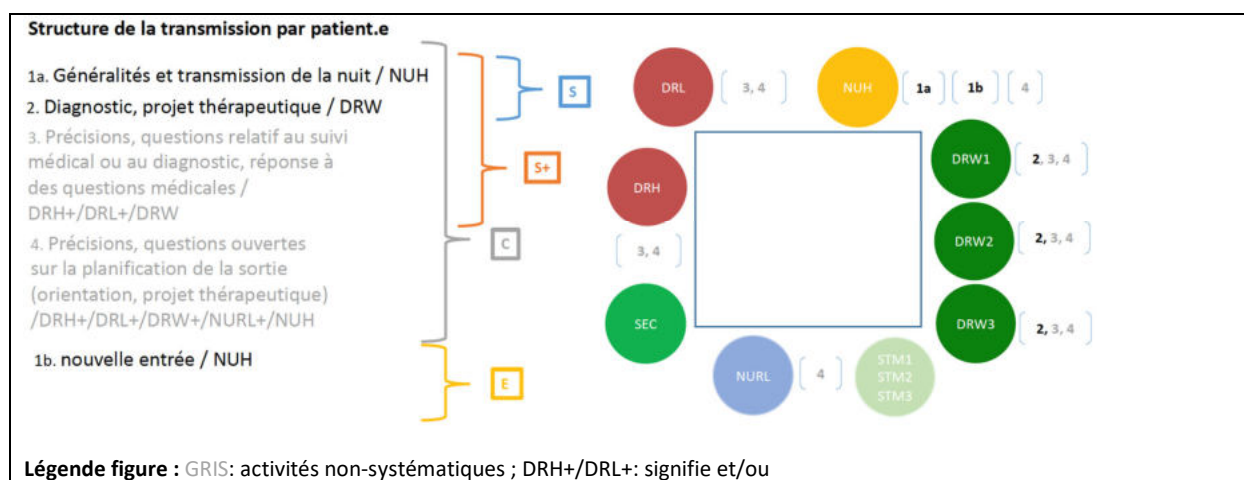 Structure de la transmission par patient.e
1a. Généralités et transmission de la nuit / NUH
2. Diagnostic, projet thérapeutique / DRW
3. Précisions, questions relatif au suivi
médical ou au diagnostic, réponse à
des questions médicales /
DRH+/DRL+/DRW
4. Précisions, questions ouvertes
sur la planification de la sortie
(orientation, projet thérapeutique)
/DRH+/DRL+/DRW+/NURL+/NUH
1b. nouvelle entrée / NUH
S
S+
C
E
DRL 3, 4
NUH 1a 1b 4
DRW1 2, 3, 4
DRH
3, 4
DRW2 2, 3, 4
SEC
DRW3 2, 3, 4
NURL 4
STM1
STM2
STM3
Légende figure : GRIS: activités non-systématiques ; DRH+/DRL+: signifie et/ou